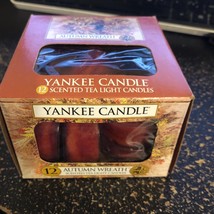 AUTUMN WREATH
YANKEE CANDLE
12 SCENTED TEA LIGHT CANDLES
YANKEE CANDLE
12 AUTUMN WREATH